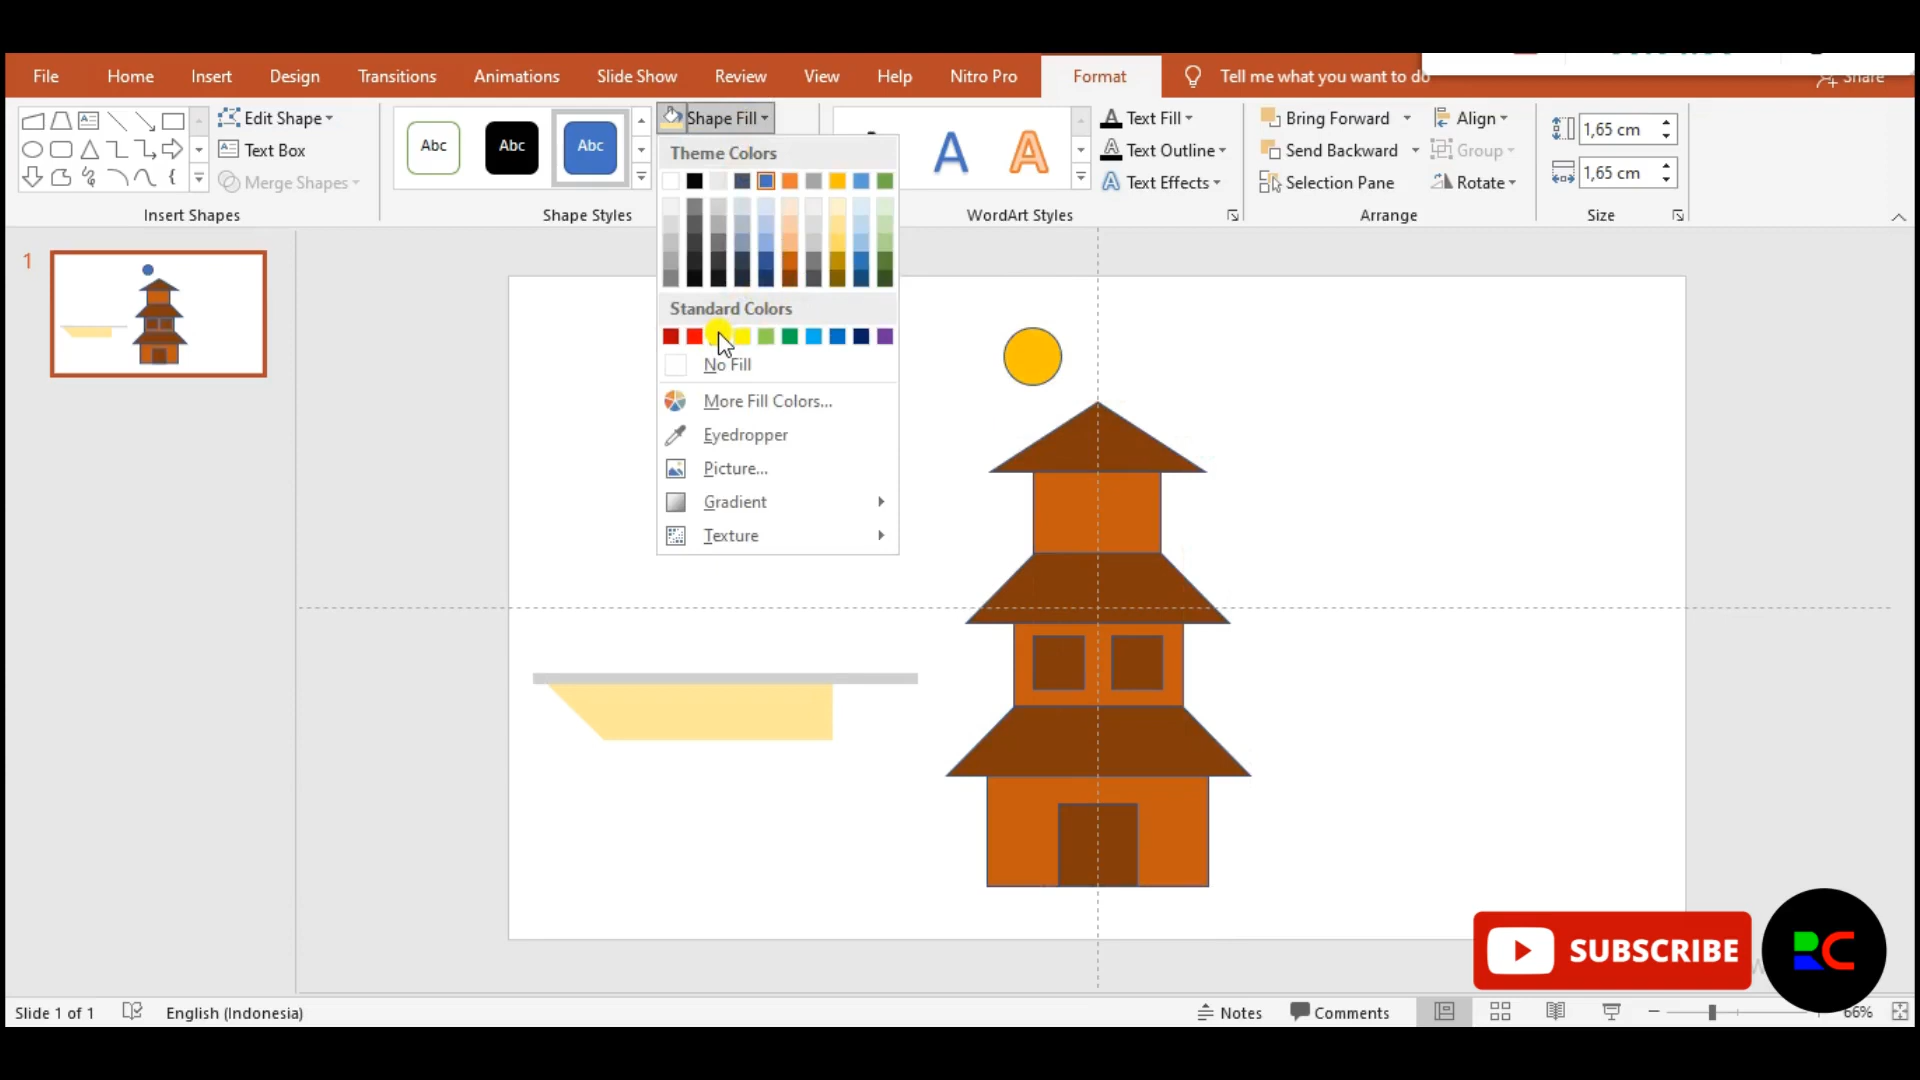 File Home Insert Design Transitions Animations Slide Show Review View Help Nitro Pro Format Tell me what you want to do Share
Edit Shape
Text Box
Merge Shapes
Insert Shapes
Abc Abc Abc
Shape Styles
Shape Fill
Theme Colors
Standard Colors
No Fill
More Fill Colors...
Eyedropper
Picture...
Gradient
Texture
A A
WordArt Styles
Text Fill
Text Outline
Text Effects
Bring Forward
Send Backward
Selection Pane
Align
Group
Rotate
Arrange
1,65 cm
1,65 cm
Size
1
SUBSCRIBE
RC
Slide 1 of 1 English (Indonesia) Notes Comments 66%